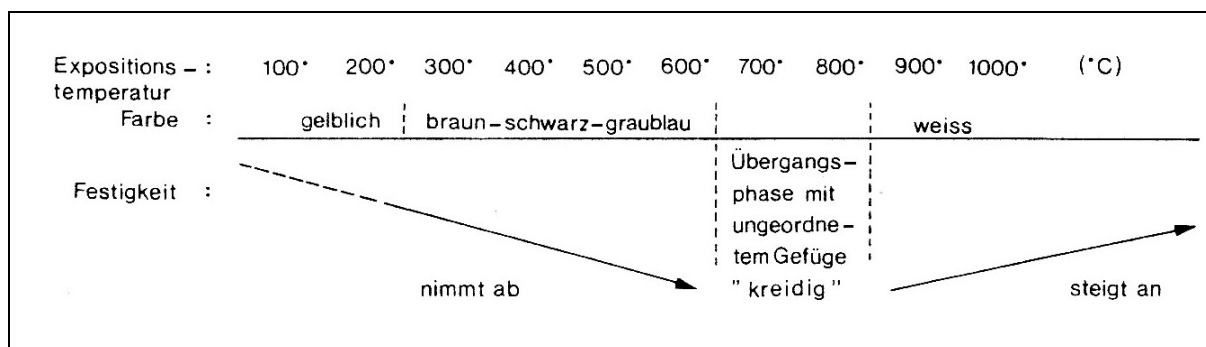 Expositions – : 100° 200° 300° 400° 500° 600° 700° 800° 900° 1000° (°C)
temperatur
Farbe : gelblich braun–schwarz–graublau weiss
Übergangs–
Festigkeit : phase mit
ungeordne–
tem Gefüge
nimmt ab "kreidig" steigt an